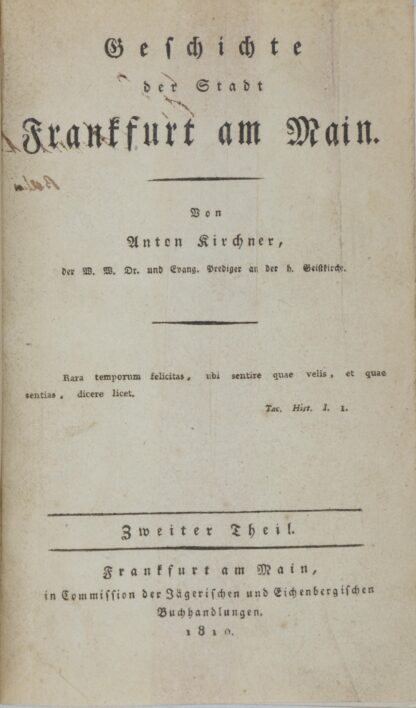 Geschichte
der Stadt
Frankfurt am Main.
Von
Anton Kirchner,
der W. W. Dr. und Evang. Prediger an der h. Geistkirche.
Rara temporum felicitas, ubi sentire quae velis, et quae
sentias, dicere licet.
Tac. Hist. l. 1.
Zweiter Theil.
Frankfurt am Main,
in Commission der Jägerischen und Eichenbergischen
Buchhandlungen.
1810.